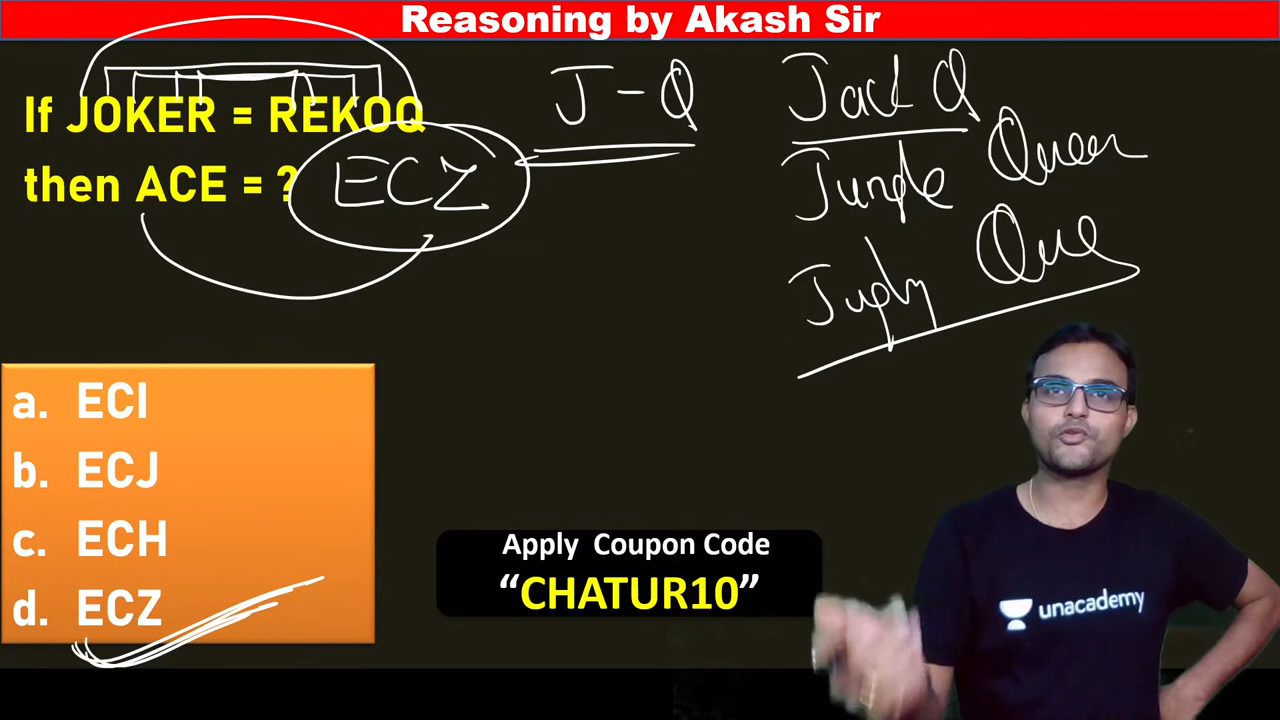 Reasoning by Akash Sir
If JOKER = REKOQ
then ACE = ?
ECZ
J - Q
Jack Q
Jungle Queen
a. ECI
b. ECJ
c. ECH
d. ECZ
Apply Coupon Code
“CHATUR10”
unacademy